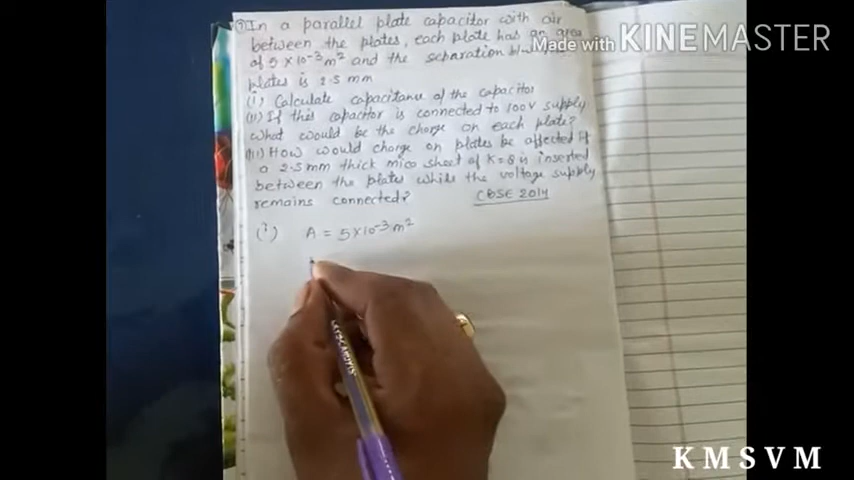 (7) In a parallel plate capacitor with air
between the plates, each plate has an area
of 5 × 10⁻³ m² and the separation b/w
plates is 2.5 mm
(i) Calculate capacitance of the capacitor
(ii) If this capacitor is connected to 100V supply
what would be the charge on each plate?
(iii) How would charge on plates be affected If
a 2.5 mm thick mica sheet of K = 8 is inserted
between the plates while the voltage supply
remains connected?
CBSE 2014
(i) A = 5×10⁻³ m²
Made with KINEMASTER
KMSVM